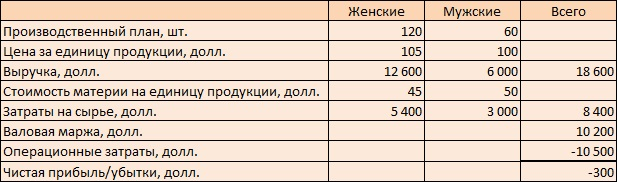 Женские Мужские Всего
Производственный план, шт. 120 60
Цена за единицу продукции, долл. 105 100
Выручка, долл. 12 600 6 000 18 600
Стоимость материи на единицу продукции, долл. 45 50
Затраты на сырье, долл. 5 400 3 000 8 400
Валовая маржа, долл. 10 200
Операционные затраты, долл. -10 500
Чистая прибыль/убытки, долл. -300